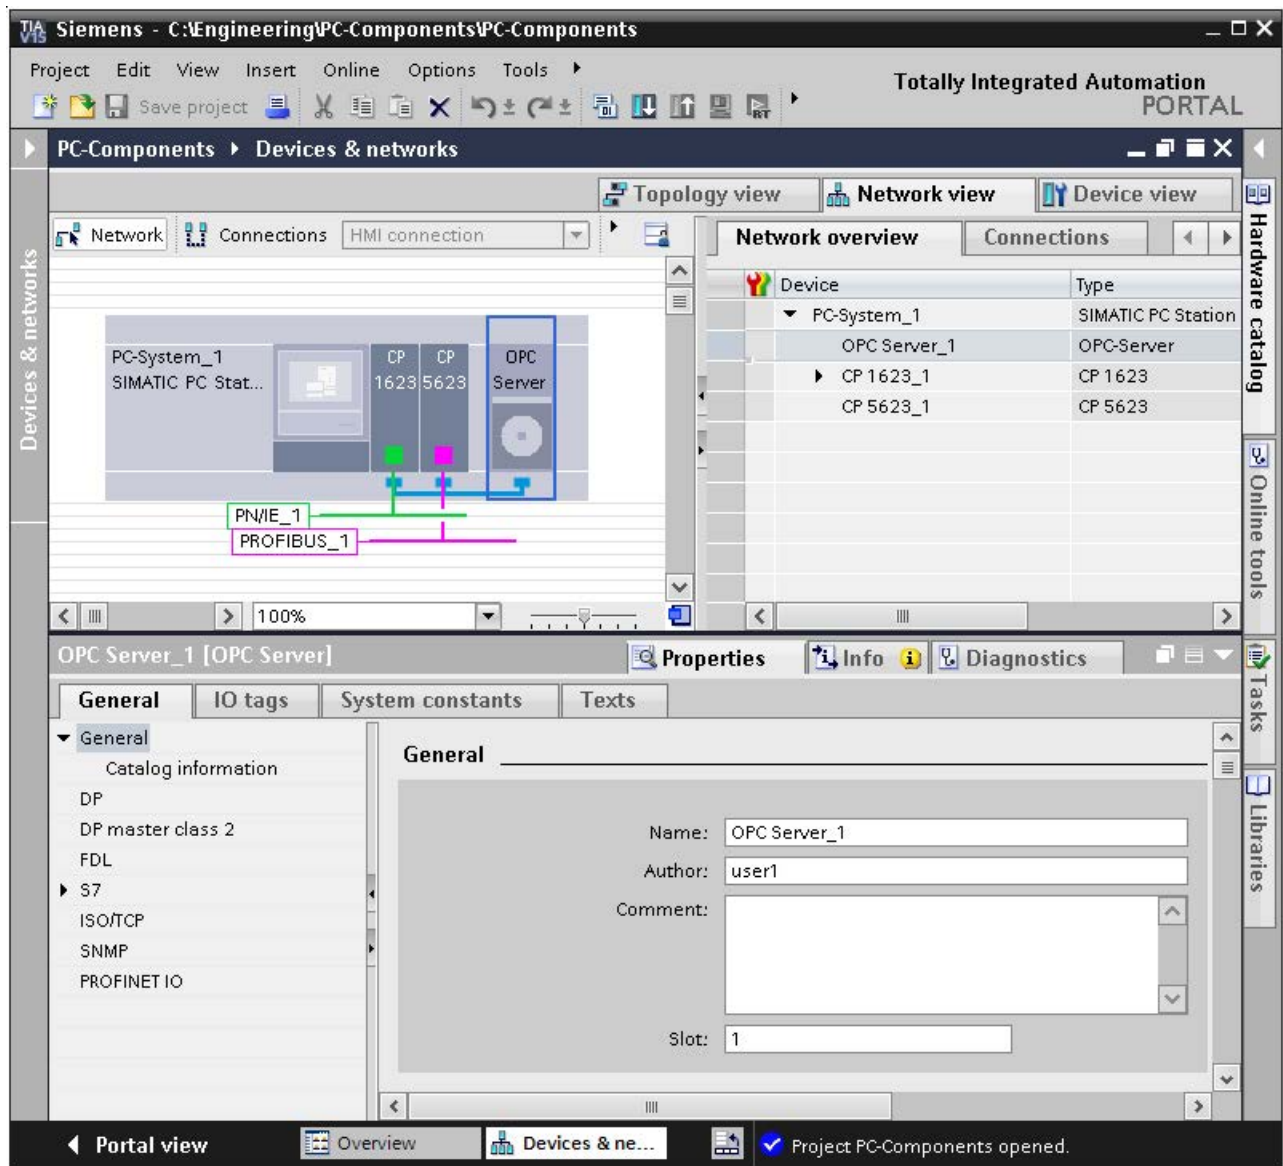 TIA V15 Siemens - C:\Engineering\PC-Components\PC-Components
Project Edit View Insert Online Options Tools
Totally Integrated Automation
PORTAL
Save project
PC-Components Devices & networks
Topology view Network view Device view
Network Connections HMI connection
Network overview Connections
Device Type
PC-System_1 SIMATIC PC Station
OPC Server_1 OPC-Server
CP 1623_1 CP 1623
CP 5623_1 CP 5623
PC-System_1
SIMATIC PC Stat...
CP
1623
CP
5623
OPC
Server
PN/IE_1
PROFIBUS_1
100%
Devices & networks
Hardware catalog
Online tools
Tasks
Libraries
OPC Server_1 [OPC Server]
Properties Info Diagnostics
General IO tags System constants Texts
General
Catalog information
DP
DP master class 2
FDL
S7
ISO/TCP
SNMP
PROFINET IO
General
Name: OPC Server_1
Author: user1
Comment:
Slot: 1
Portal view Overview Devices & ne... Project PC-Components opened.